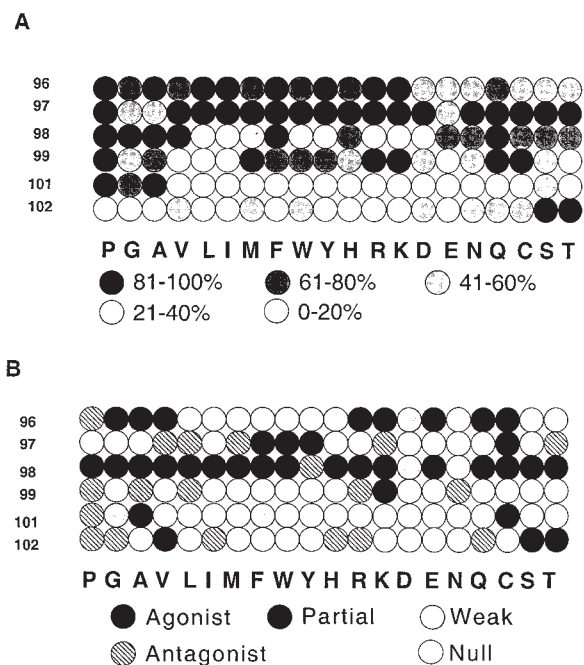 A
96
97
98
99
101
102
P G A V L I M F W Y H R K D E N Q C S T
81-100% 61-80% 41-60%
21-40% 0-20%
B
96
97
98
99
101
102
P G A V L I M F W Y H R K D E N Q C S T
Agonist Partial Weak
Antagonist Null